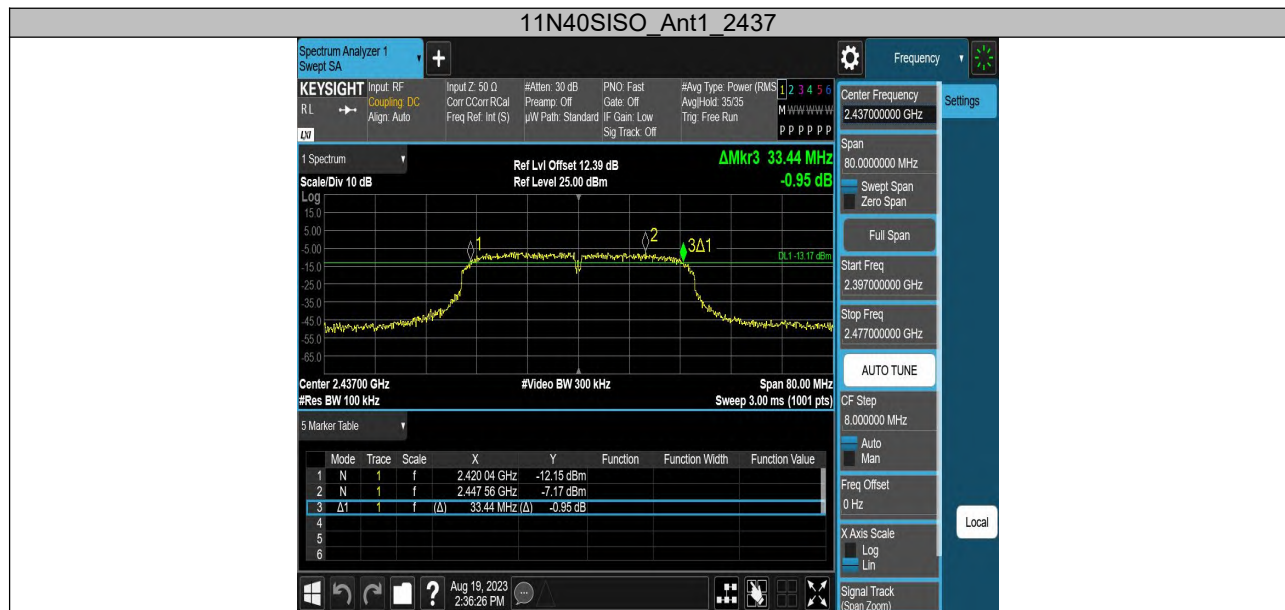 11N40SISO_Ant1_2437
Spectrum Analyzer 1
Swept SA
+
Frequency
KEYSIGHT
RL
LXI
Input: RF
Coupling: DC
Align: Auto
Input Z: 50 Ω
Corr CCorr RCal
Freq Ref: Int (S)
#Atten: 30 dB
Preamp: Off
µW Path: Standard
PNO: Fast
Gate: Off
IF Gain: Low
Sig Track: Off
#Avg Type: Power (RMS
Avg|Hold: 35/35
Trig: Free Run
1 2 3 4 5 6
M W W W W W
P P P P P P
1 Spectrum
Scale/Div 10 dB
Ref Lvl Offset 12.39 dB
Ref Level 25.00 dBm
ΔMkr3 33.44 MHz
-0.95 dB
Log
15.0
5.00
-5.00
-15.0
-25.0
-35.0
-45.0
-55.0
-65.0
1
2
3Δ1
DL1 -13.17 dBm
Center 2.43700 GHz
#Video BW 300 kHz
Span 80.00 MHz
#Res BW 100 kHz
Sweep 3.00 ms (1001 pts)
5 Marker Table
Mode Trace Scale X Y Function Function Width Function Value
1 N 1 f 2.420 04 GHz -12.15 dBm
2 N 1 f 2.447 56 GHz -7.17 dBm
3 Δ1 1 f (Δ) 33.44 MHz (Δ) -0.95 dB
4
5
6
?
Aug 19, 2023
2:36:26 PM
Center Frequency
2.437000000 GHz
Settings
Span
80.0000000 MHz
Swept Span
Zero Span
Full Span
Start Freq
2.397000000 GHz
Stop Freq
2.477000000 GHz
AUTO TUNE
CF Step
8.000000 MHz
Auto
Man
Freq Offset
0 Hz
Local
X Axis Scale
Log
Lin
Signal Track
(Span Zoom)